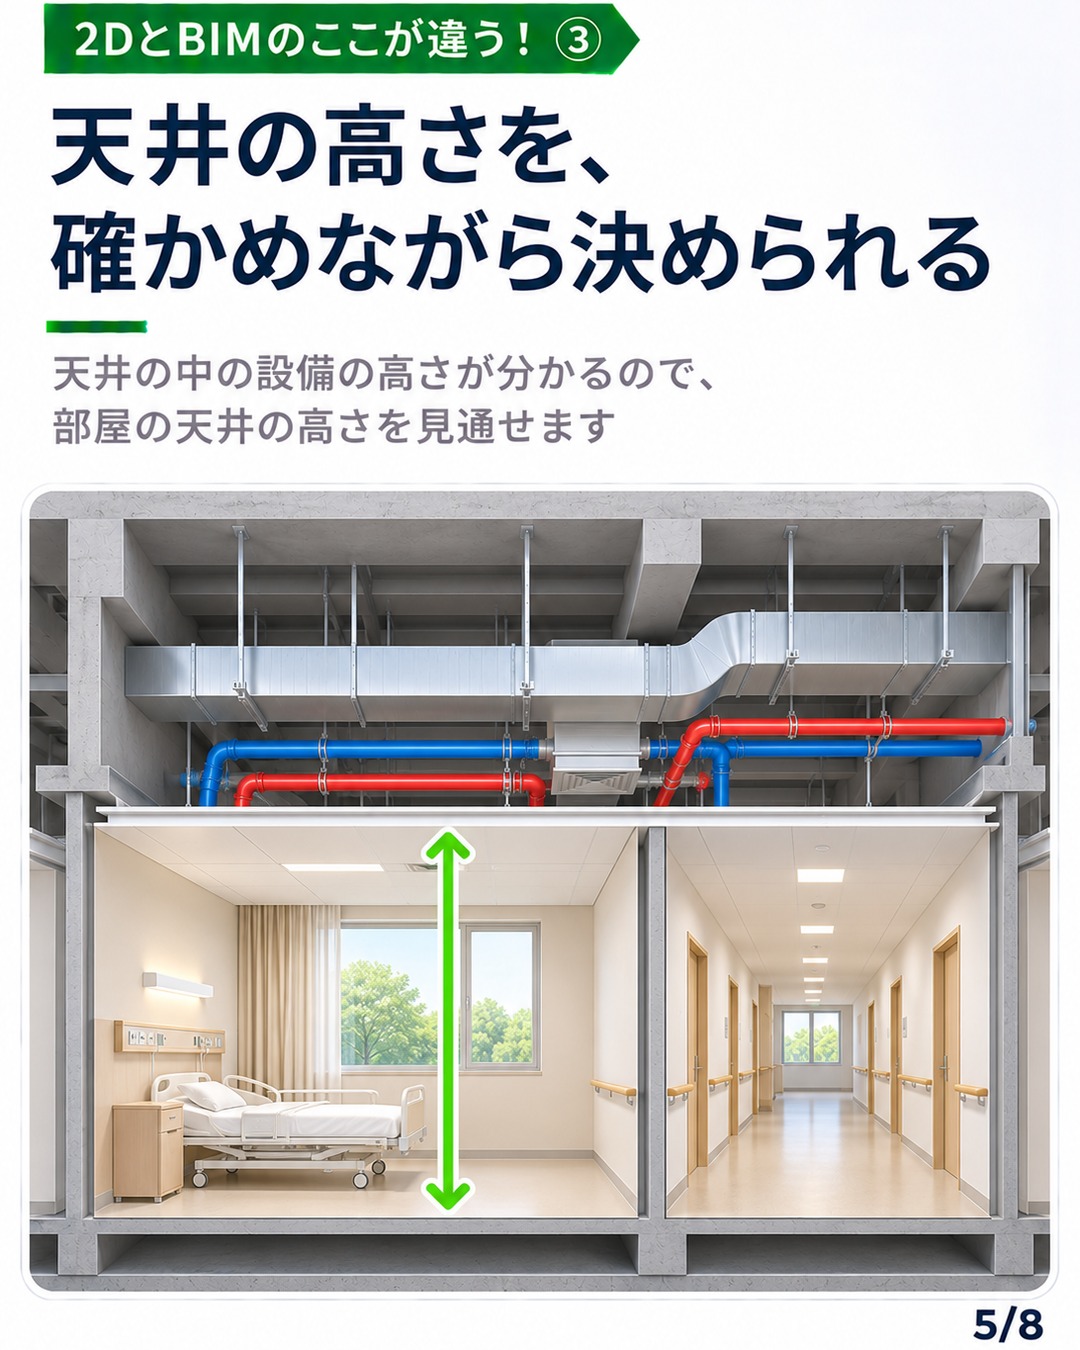 2DとBIMのここが違う！ ③
天井の高さを、
確かめながら決められる
天井の中の設備の高さが分かるので、
部屋の天井の高さを見通せます
5/8